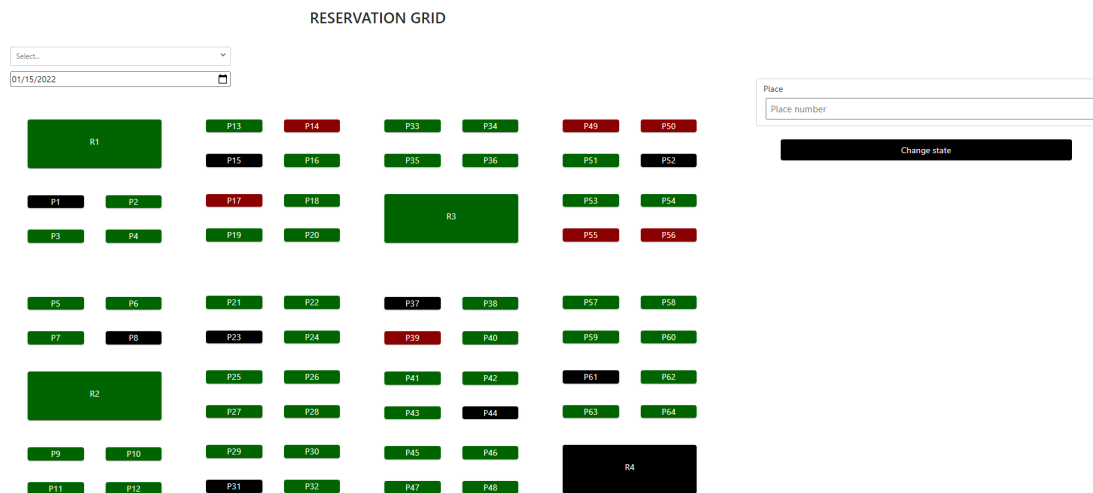 RESERVATION GRID
Select...
01/15/2022
Place
Place number
Change state
R1
P13 P14 P33 P34 P49 P50
P15 P16 P35 P36 P51 P52
P1 P2 P17 P18 R3 P53 P54
P3 P4 P19 P20 P55 P56
P5 P6 P21 P22 P37 P38 P57 P58
P7 P8 P23 P24 P39 P40 P59 P60
R2 P25 P26 P41 P42 P61 P62
P27 P28 P43 P44 P63 P64
P9 P10 P29 P30 P45 P46 R4
P11 P12 P31 P32 P47 P48